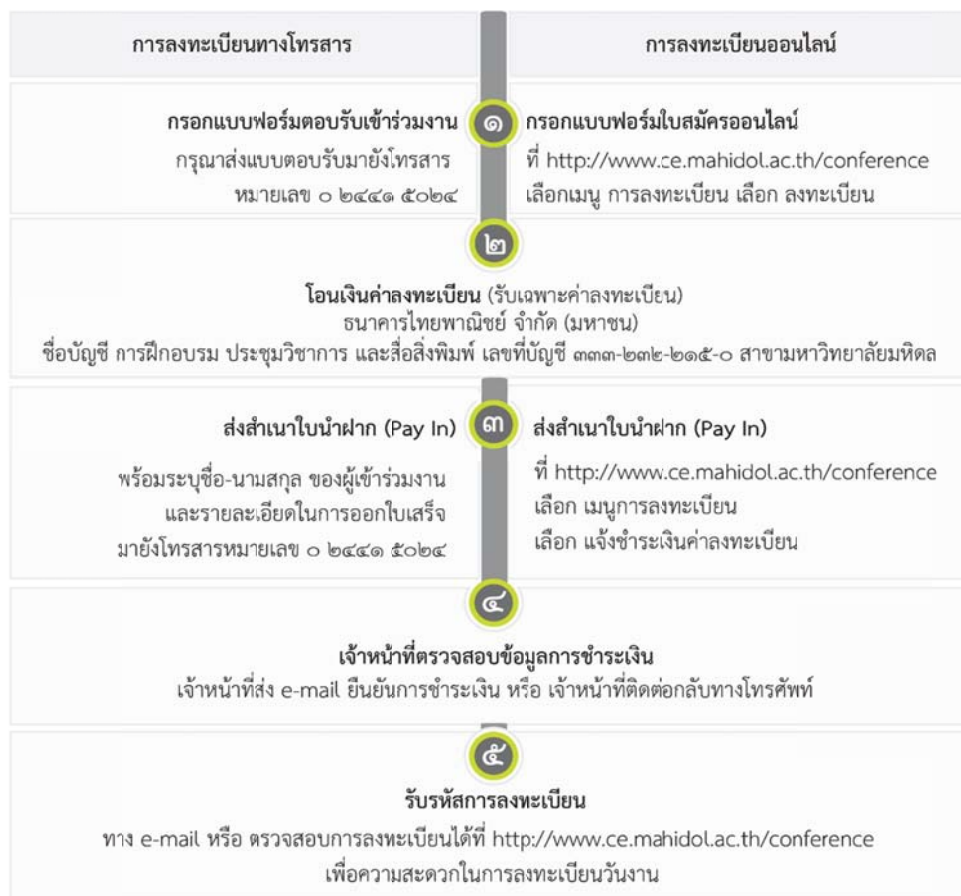 การลงทะเบียนทางโทรสาร
การลงทะเบียนออนไลน์
๑
กรอกแบบฟอร์มตอบรับเข้าร่วมงาน
กรุณาส่งแบบตอบรับมายังโทรสาร
หมายเลข ๐ ๒๔๔๑ ๕๐๒๔
กรอกแบบฟอร์มใบสมัครออนไลน์
ที่ http://www.ce.mahidol.ac.th/conference
เลือกเมนู การลงทะเบียน เลือก ลงทะเบียน
๒
โอนเงินค่าลงทะเบียน (รับเฉพาะค่าลงทะเบียน)
ธนาคารไทยพาณิชย์ จำกัด (มหาชน)
ชื่อบัญชี การฝึกอบรม ประชุมวิชาการ และสื่อสิ่งพิมพ์ เลขที่บัญชี ๓๓๓-๒๓๒-๒๑๕-๐ สาขามหาวิทยาลัยมหิดล
๓
ส่งสำเนาใบนำฝาก (Pay In)
พร้อมระบุชื่อ-นามสกุล ของผู้เข้าร่วมงาน
และรายละเอียดในการออกใบเสร็จ
มายังโทรสารหมายเลข ๐ ๒๔๔๑ ๕๐๒๔
ส่งสำเนาใบนำฝาก (Pay In)
ที่ http://www.ce.mahidol.ac.th/conference
เลือก เมนูการลงทะเบียน
เลือก แจ้งชำระเงินค่าลงทะเบียน
๔
เจ้าหน้าที่ตรวจสอบข้อมูลการชำระเงิน
เจ้าหน้าที่ส่ง e-mail ยืนยันการชำระเงิน หรือ เจ้าหน้าที่ติดต่อกลับทางโทรศัพท์
๕
รับรหัสการลงทะเบียน
ทาง e-mail หรือ ตรวจสอบการลงทะเบียนได้ที่ http://www.ce.mahidol.ac.th/conference
เพื่อความสะดวกในการลงทะเบียนวันงาน